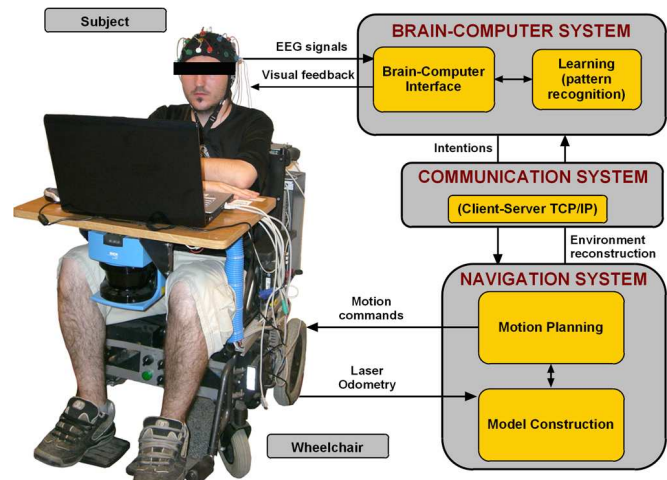 Subject
BRAIN-COMPUTER SYSTEM
EEG signals
Visual feedback
Brain-Computer
Interface
Learning
(pattern
recognition)
Intentions
COMMUNICATION SYSTEM
(Client-Server TCP/IP)
Environment
reconstruction
NAVIGATION SYSTEM
Motion
commands
Motion Planning
Laser
Odometry
Model Construction
Wheelchair